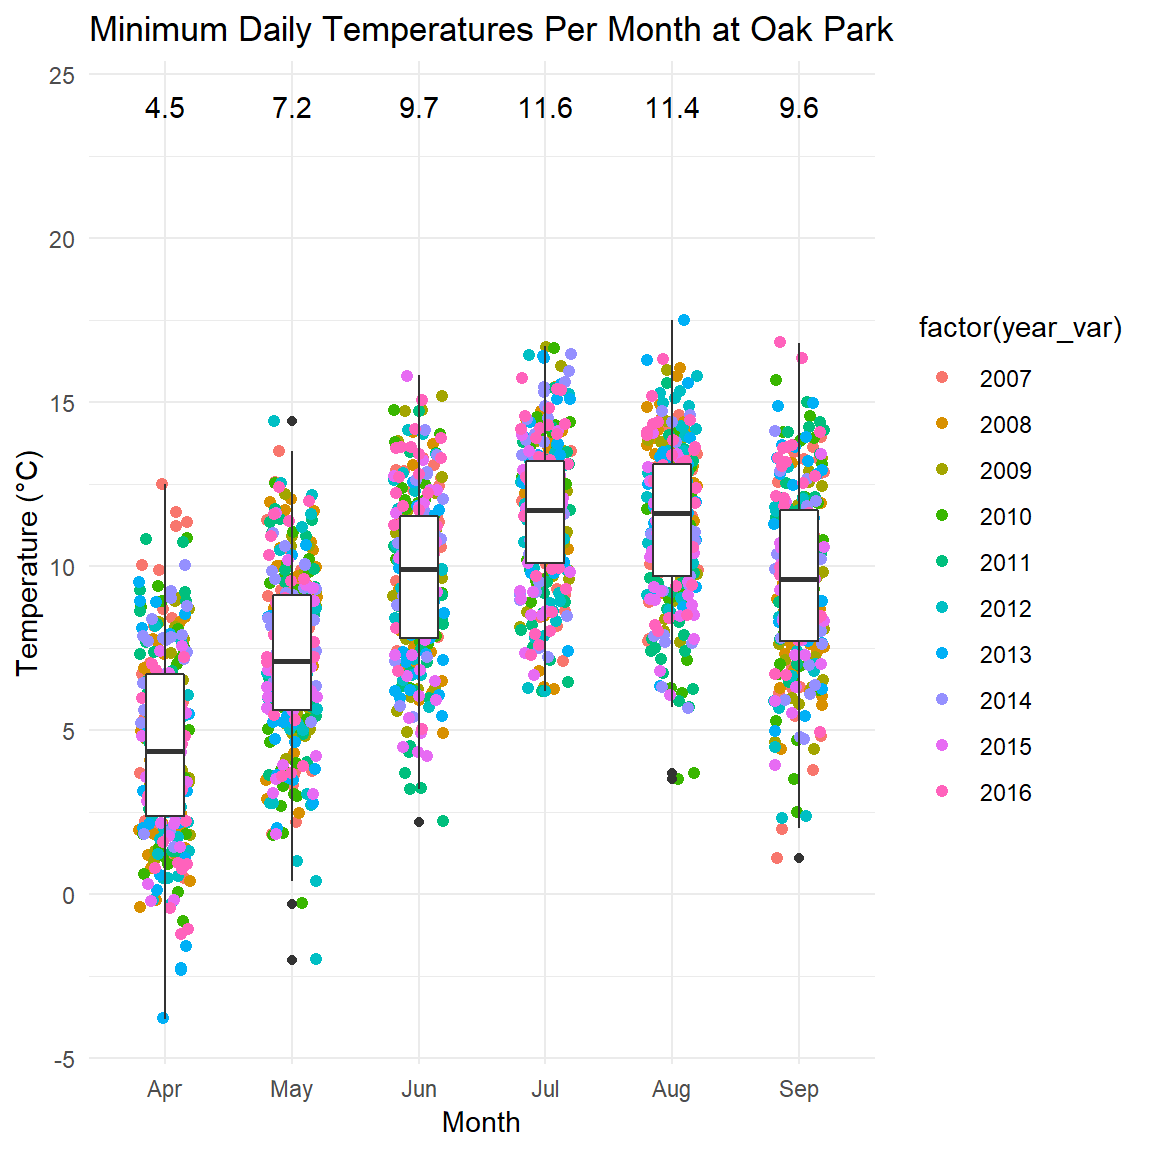 Minimum Daily Temperatures Per Month at Oak Park
25
4.5 7.2 9.7 11.6 11.4 9.6
20
15
10
5
0
-5
Temperature (°C)
Apr May Jun Jul Aug Sep
Month
factor(year_var)
2007
2008
2009
2010
2011
2012
2013
2014
2015
2016